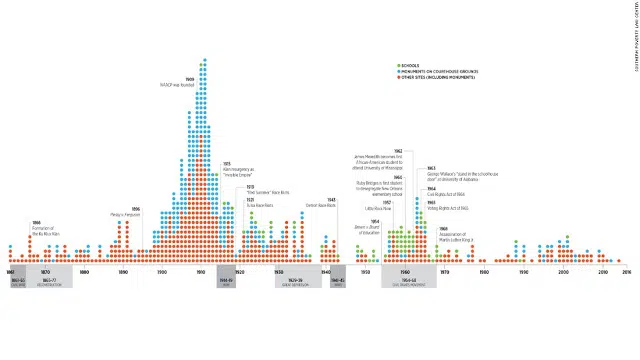 SOUTHERN POVERTY LAW CENTER
SCHOOLS
MONUMENTS ON COURTHOUSE GROUNDS
OTHER SITES (INCLUDING MONUMENTS)
1909
NAACP was founded
1962
James Meredith becomes first
African-American student to
attend University of Mississippi
1915
Klan resurgency as
"Invisible Empire"
1963
George Wallace's "stand in the schoolhouse
door" at University of Alabama
1960
Ruby Bridges is first student
to desegregate New Orleans
elementary school
1919
"Red Summer" Race Riots
1964
Civil Rights Act of 1964
1921
Tulsa Race Riots
1943
Detroit Race Riots
1957
Little Rock Nine
1965
Voting Rights Act of 1965
1896
Plessy v. Ferguson
1866
Formation of
the Ku Klux Klan
1954
Brown v. Board
of Education
1968
Assassination of
Martin Luther King Jr.
1861
1870
1880
1890
1900
1910
1920
1930
1940
1950
1960
1970
1980
1990
2000
2010
2016
1861-65
CIVIL WAR
1865-77
RECONSTRUCTION
1914-19
WWI
1929-39
GREAT DEPRESSION
1941-45
WWII
1954-68
CIVIL RIGHTS MOVEMENT